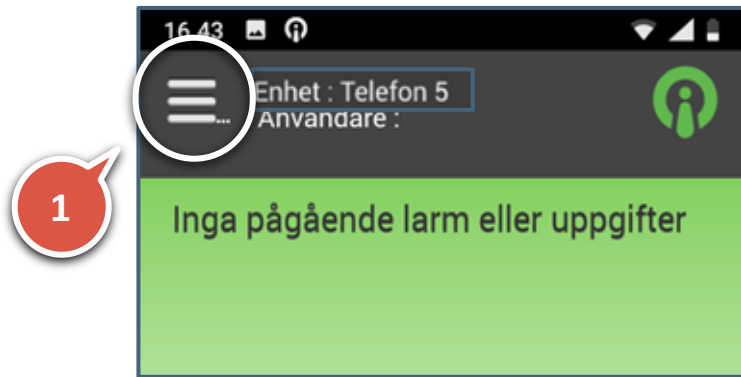 16.43
Enhet : Telefon 5
Användare :
1
Inga pågående larm eller uppgifter